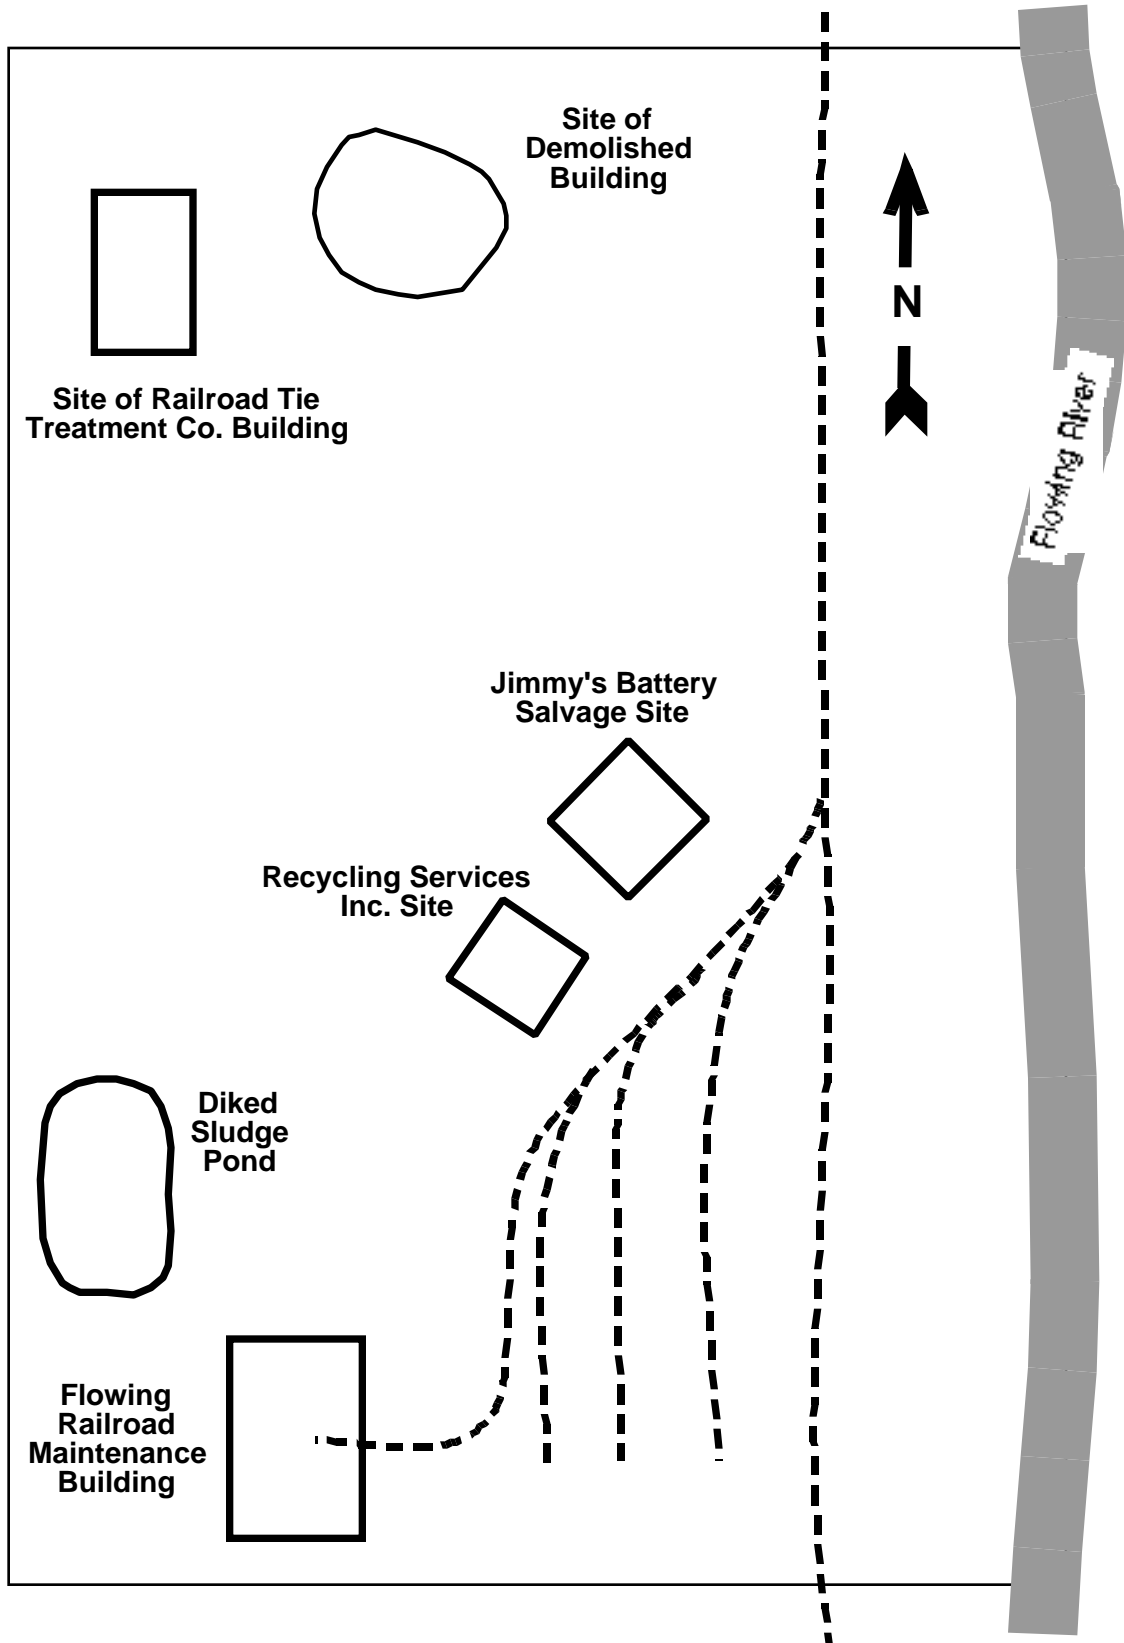 Site of
Demolished
Building
N
Site of Railroad Tie
Treatment Co. Building
Flowing River
Jimmy's Battery
Salvage Site
Recycling Services
Inc. Site
Diked
Sludge
Pond
Flowing
Railroad
Maintenance
Building